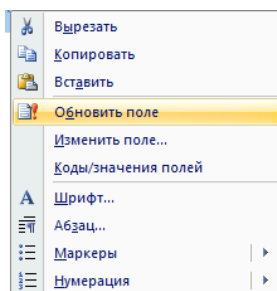 Вырезать
Копировать
Вставить
Обновить поле
Изменить поле...
Коды/значения полей
Шрифт...
Абзац...
Маркеры
Нумерация